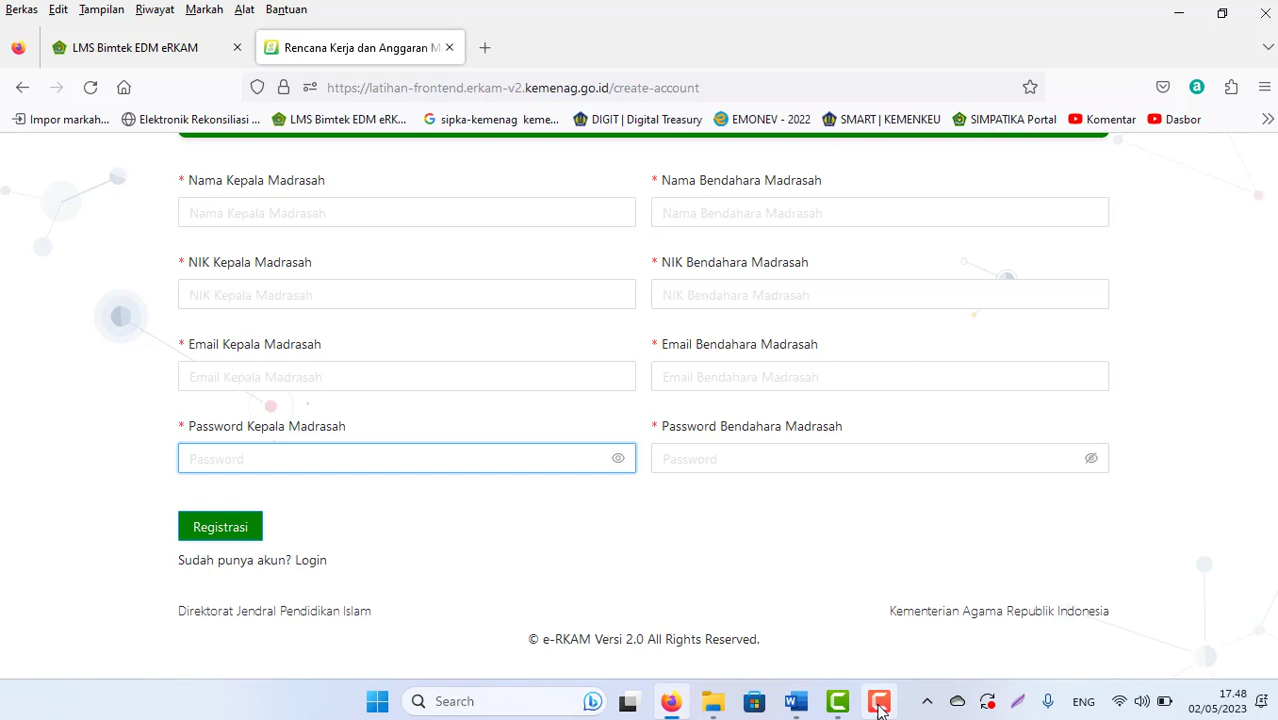 Berkas Edit Tampilan Riwayat Markah Alat Bantuan
LMS Bimtek EDM eRKAM Rencana Kerja dan Anggaran M
https://latihan-frontend.erkam-v2.kemenag.go.id/create-account
Impor markah... Elektronik Rekonsiliasi ... LMS Bimtek EDM eRK... sipka-kemenag keme... DIGIT | Digital Treasury EMONEV - 2022 SMART | KEMENKEU SIMPATIKA Portal Komentar Dasbor
* Nama Kepala Madrasah * Nama Bendahara Madrasah
Nama Kepala Madrasah Nama Bendahara Madrasah
* NIK Kepala Madrasah * NIK Bendahara Madrasah
NIK Kepala Madrasah NIK Bendahara Madrasah
* Email Kepala Madrasah * Email Bendahara Madrasah
Email Kepala Madrasah Email Bendahara Madrasah
* Password Kepala Madrasah * Password Bendahara Madrasah
Password Password
Registrasi
Sudah punya akun? Login
Direktorat Jendral Pendidikan Islam Kementerian Agama Republik Indonesia
© e-RKAM Versi 2.0 All Rights Reserved.
Search ENG 17.48
02/05/2023